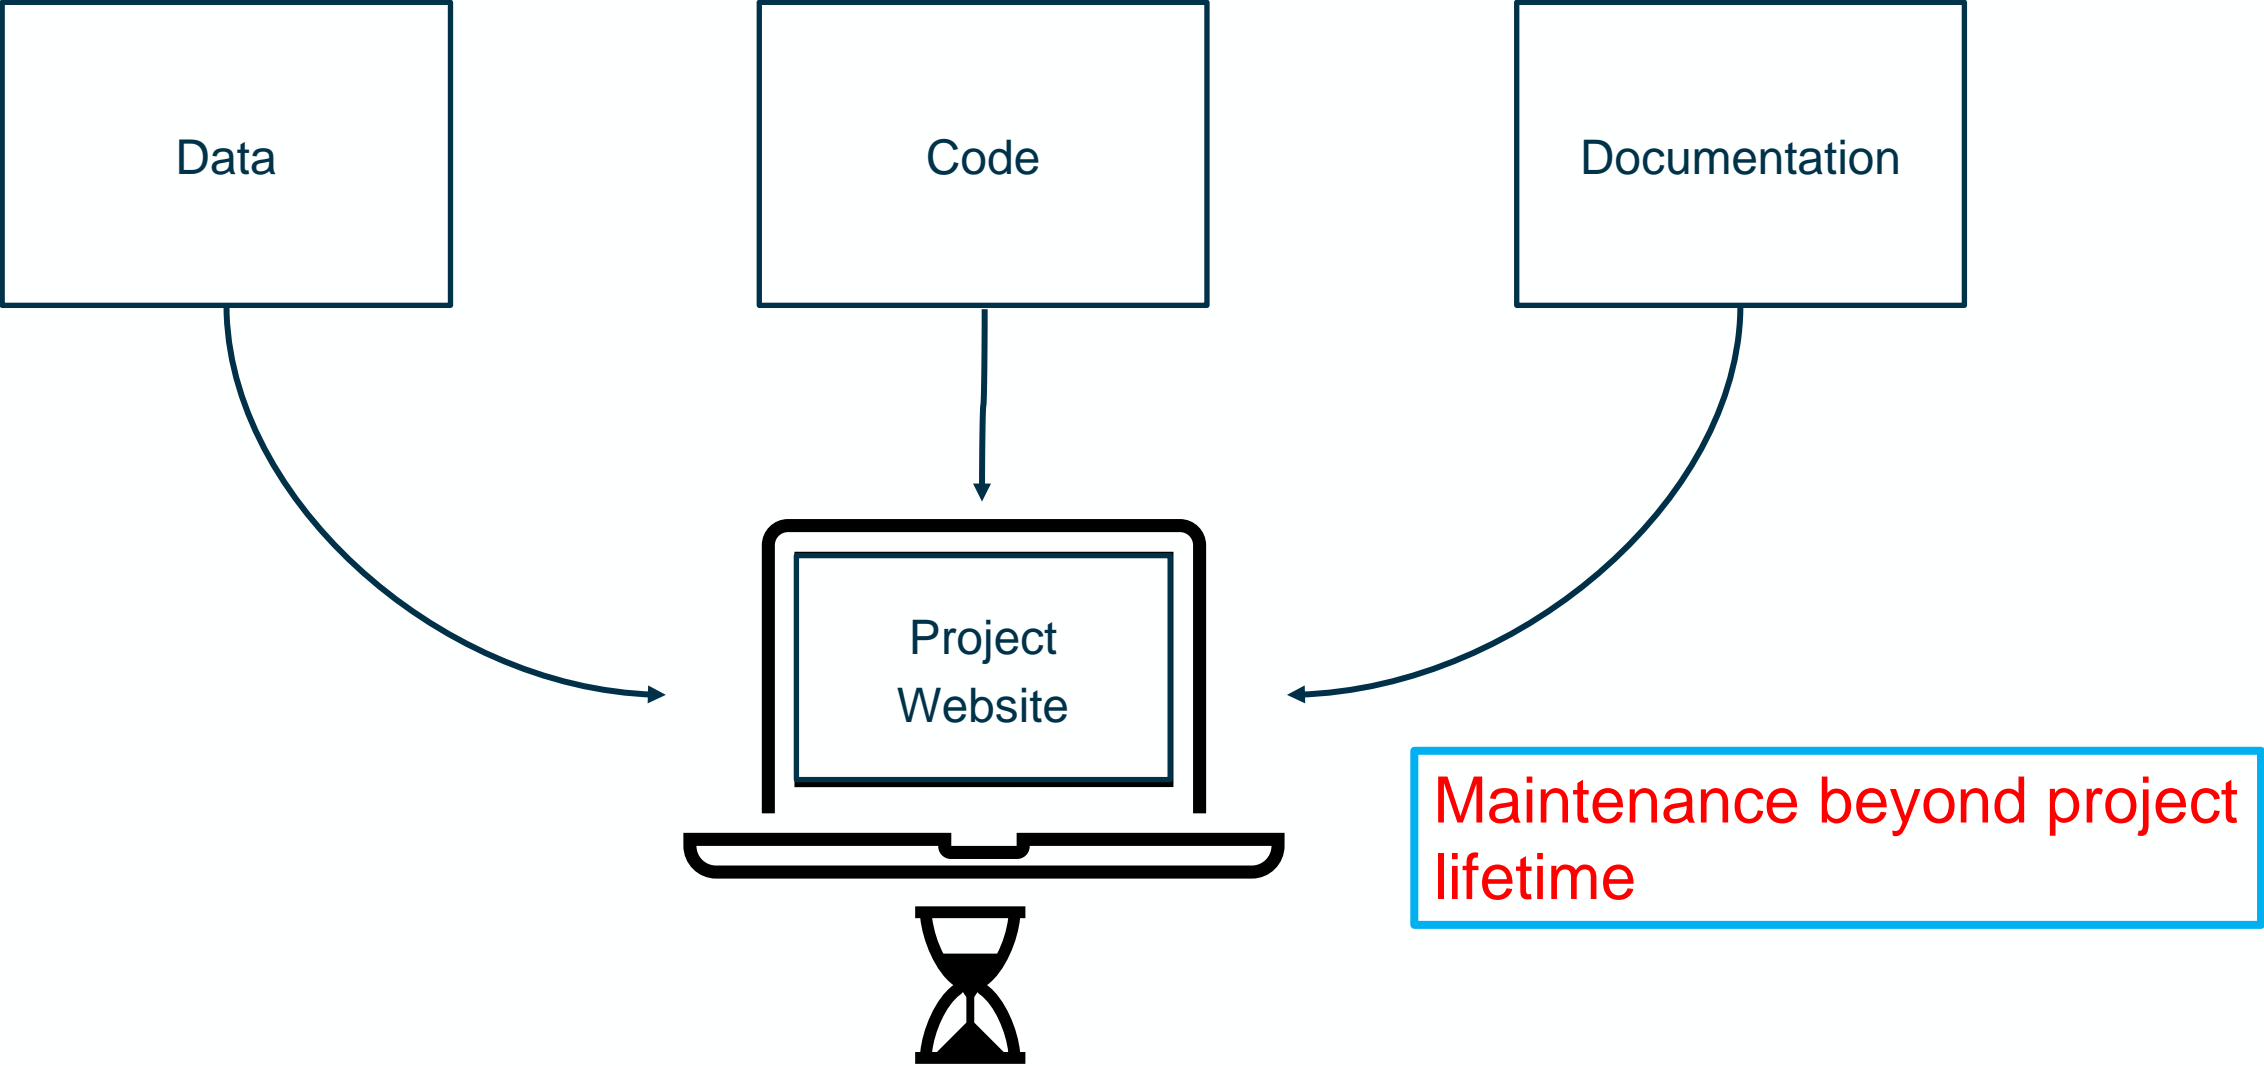 Data
Code
Documentation
Project
Website
Maintenance beyond project
lifetime